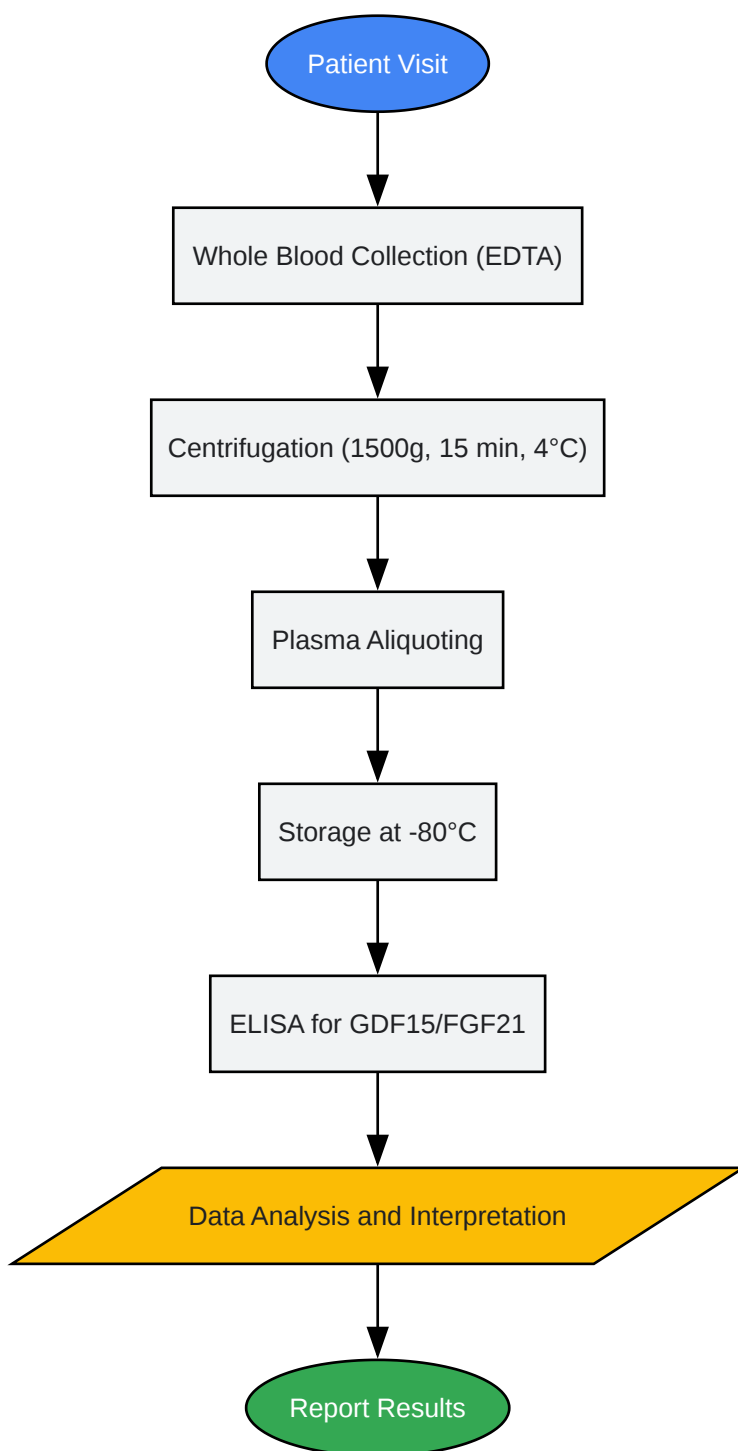 Patient Visit
Whole Blood Collection (EDTA)
Centrifugation (1500g, 15 min, 4°C)
Plasma Aliquoting
Storage at -80°C
ELISA for GDF15/FGF21
Data Analysis and Interpretation
Report Results